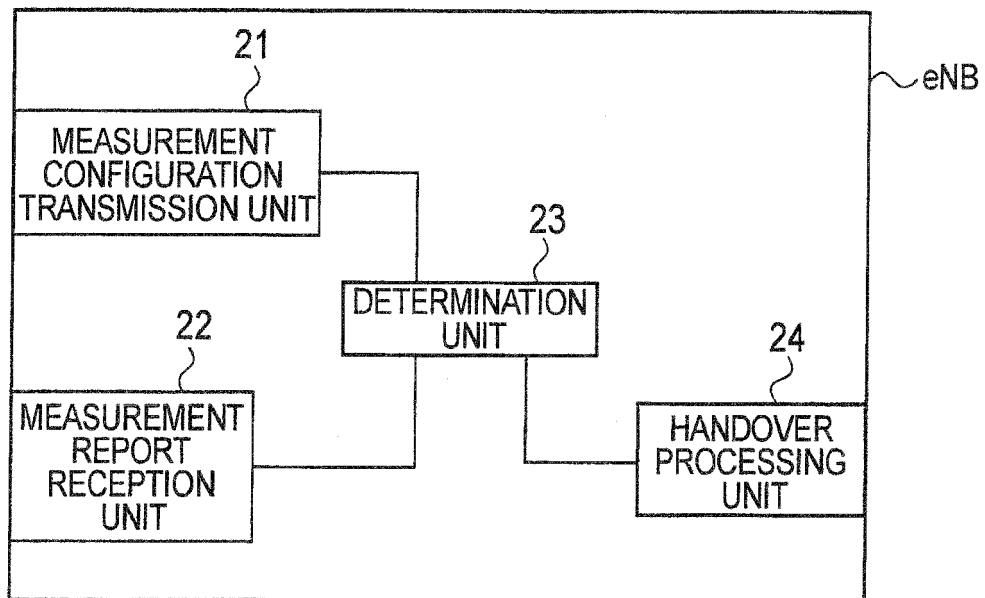 21
eNB
MEASUREMENT
CONFIGURATION
TRANSMISSION UNIT
23
DETERMINATION
UNIT
22
MEASUREMENT
REPORT
RECEPTION
UNIT
24
HANDOVER
PROCESSING
UNIT